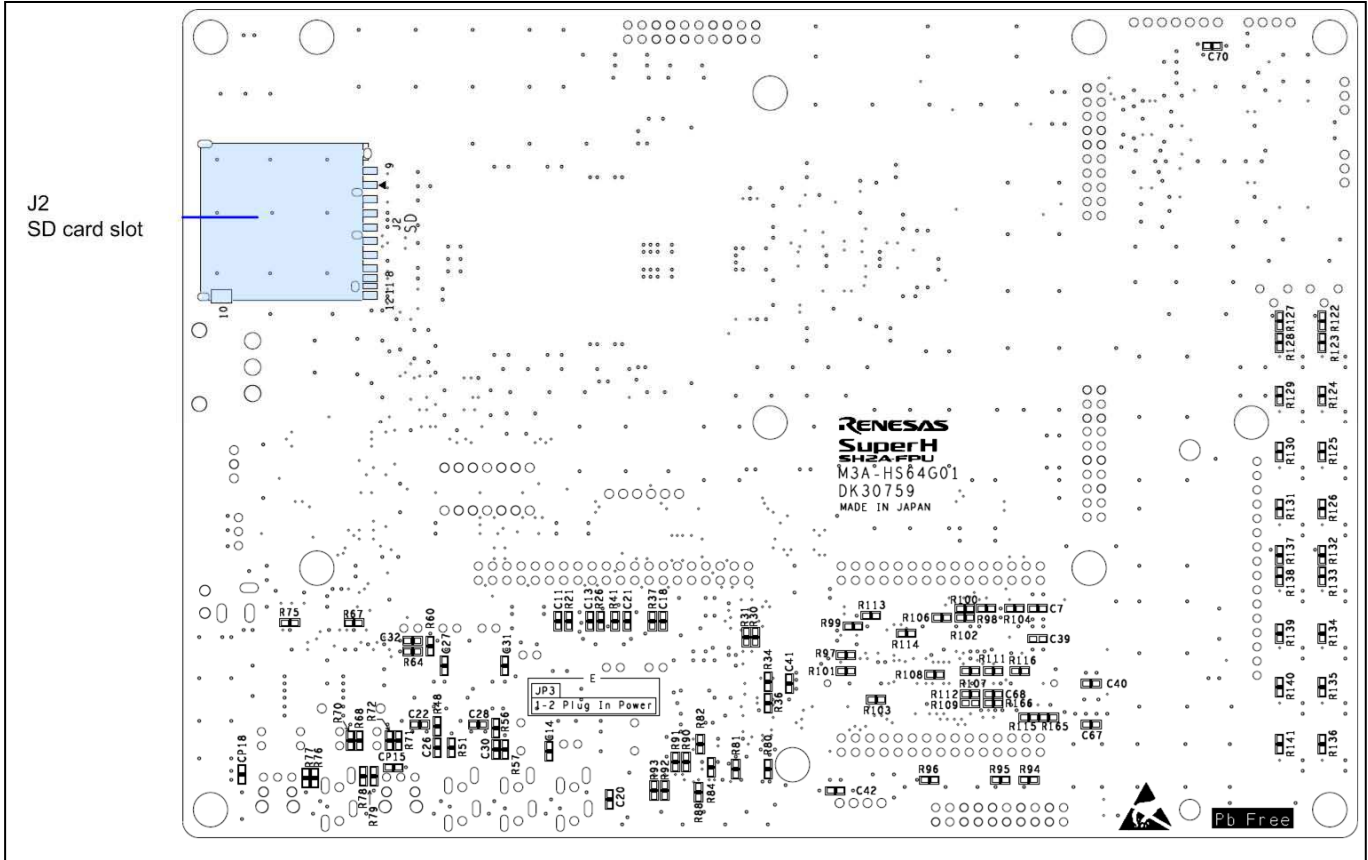 C70
J2
SD card slot
9
J2
SD
8
11
12
10
R127
R122
R128
R123
R129
R124
RENESAS
SuperH
SH2A-FPU
M3A-HS64G01
DK30759
MADE IN JAPAN
R130
R125
R131
R126
R137
R132
R138
R133
R75
R67
R60
C32
R64
C27
C31
C11
R21
C13
R26
R41
C21
R37
C18
R31
R30
R113
R99
R106
R100
R98
R104
C7
R102
R114
C39
R139
R134
R97
R101
R34
C41
R36
R108
R107
R111
R116
C40
R140
R135
E
JP3
1-2 Plug In Power
R112
R109
C68
R166
R103
R115
R165
C67
R70
R68
R72
R71
C22
R48
C26
R51
C28
R56
C30
R57
C14
R82
R91
R90
R81
R80
R84
R141
R136
CP18
R77
R76
CP15
R78
R79
C20
R93
R92
R88
C42
R96
R95
R94
Pb Free